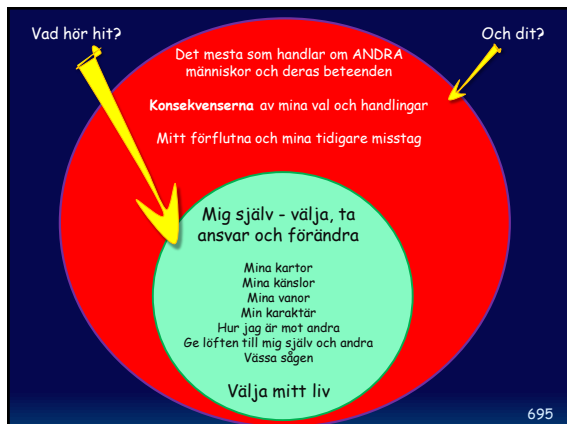 Vad hör hit?
Och dit?
Det mesta som handlar om ANDRA
människor och deras beteenden
Konsekvenserna av mina val och handlingar
Mitt förflutna och mina tidigare misstag
Mig själv - välja, ta
ansvar och förändra
Mina kartor
Mina känslor
Mina vanor
Min karaktär
Hur jag är mot andra
Ge löften till mig själv och andra
Vässa sågen
Välja mitt liv
695